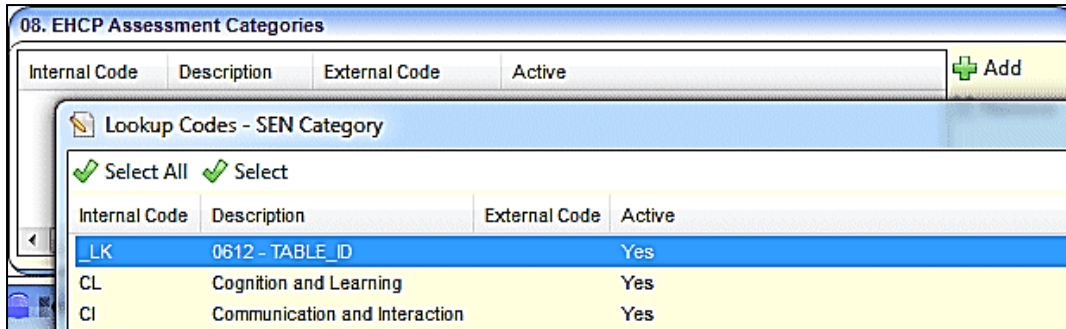 08. EHCP Assessment Categories
Internal Code Description External Code Active
Add
Lookup Codes - SEN Category
Select All Select
Internal Code Description External Code Active
_LK 0612 - TABLE_ID Yes
CL Cognition and Learning Yes
CI Communication and Interaction Yes